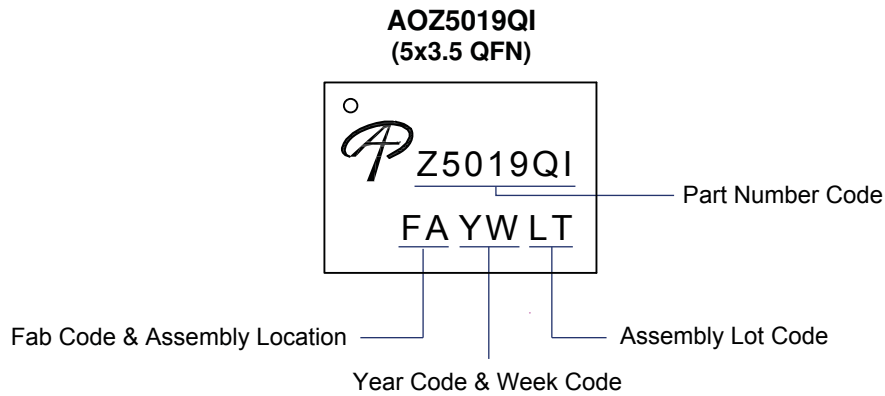 AOZ5019QI
(5x3.5 QFN)
Z5019QI
Part Number Code
FA YW LT
Fab Code & Assembly Location
Assembly Lot Code
Year Code & Week Code